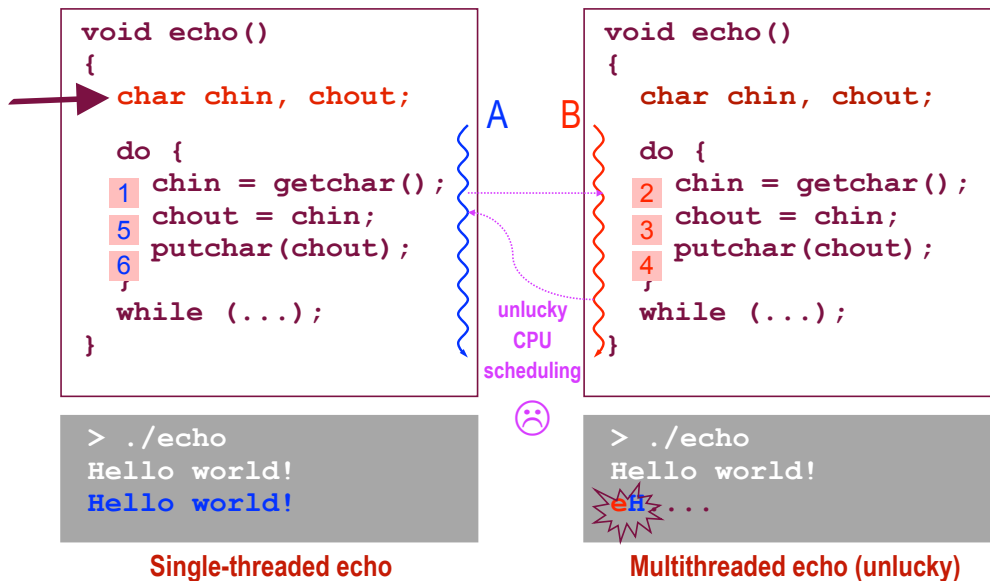 void echo()
{
char chin, chout;
do {
1 chin = getchar();
5 chout = chin;
6 putchar(chout);
}
while (...);
}
A
B
unlucky
CPU
scheduling
void echo()
{
char chin, chout;
do {
2 chin = getchar();
3 chout = chin;
4 putchar(chout);
}
while (...);
}
> ./echo
Hello world!
Hello world!
Single-threaded echo
> ./echo
Hello world!
eH....
Multithreaded echo (unlucky)